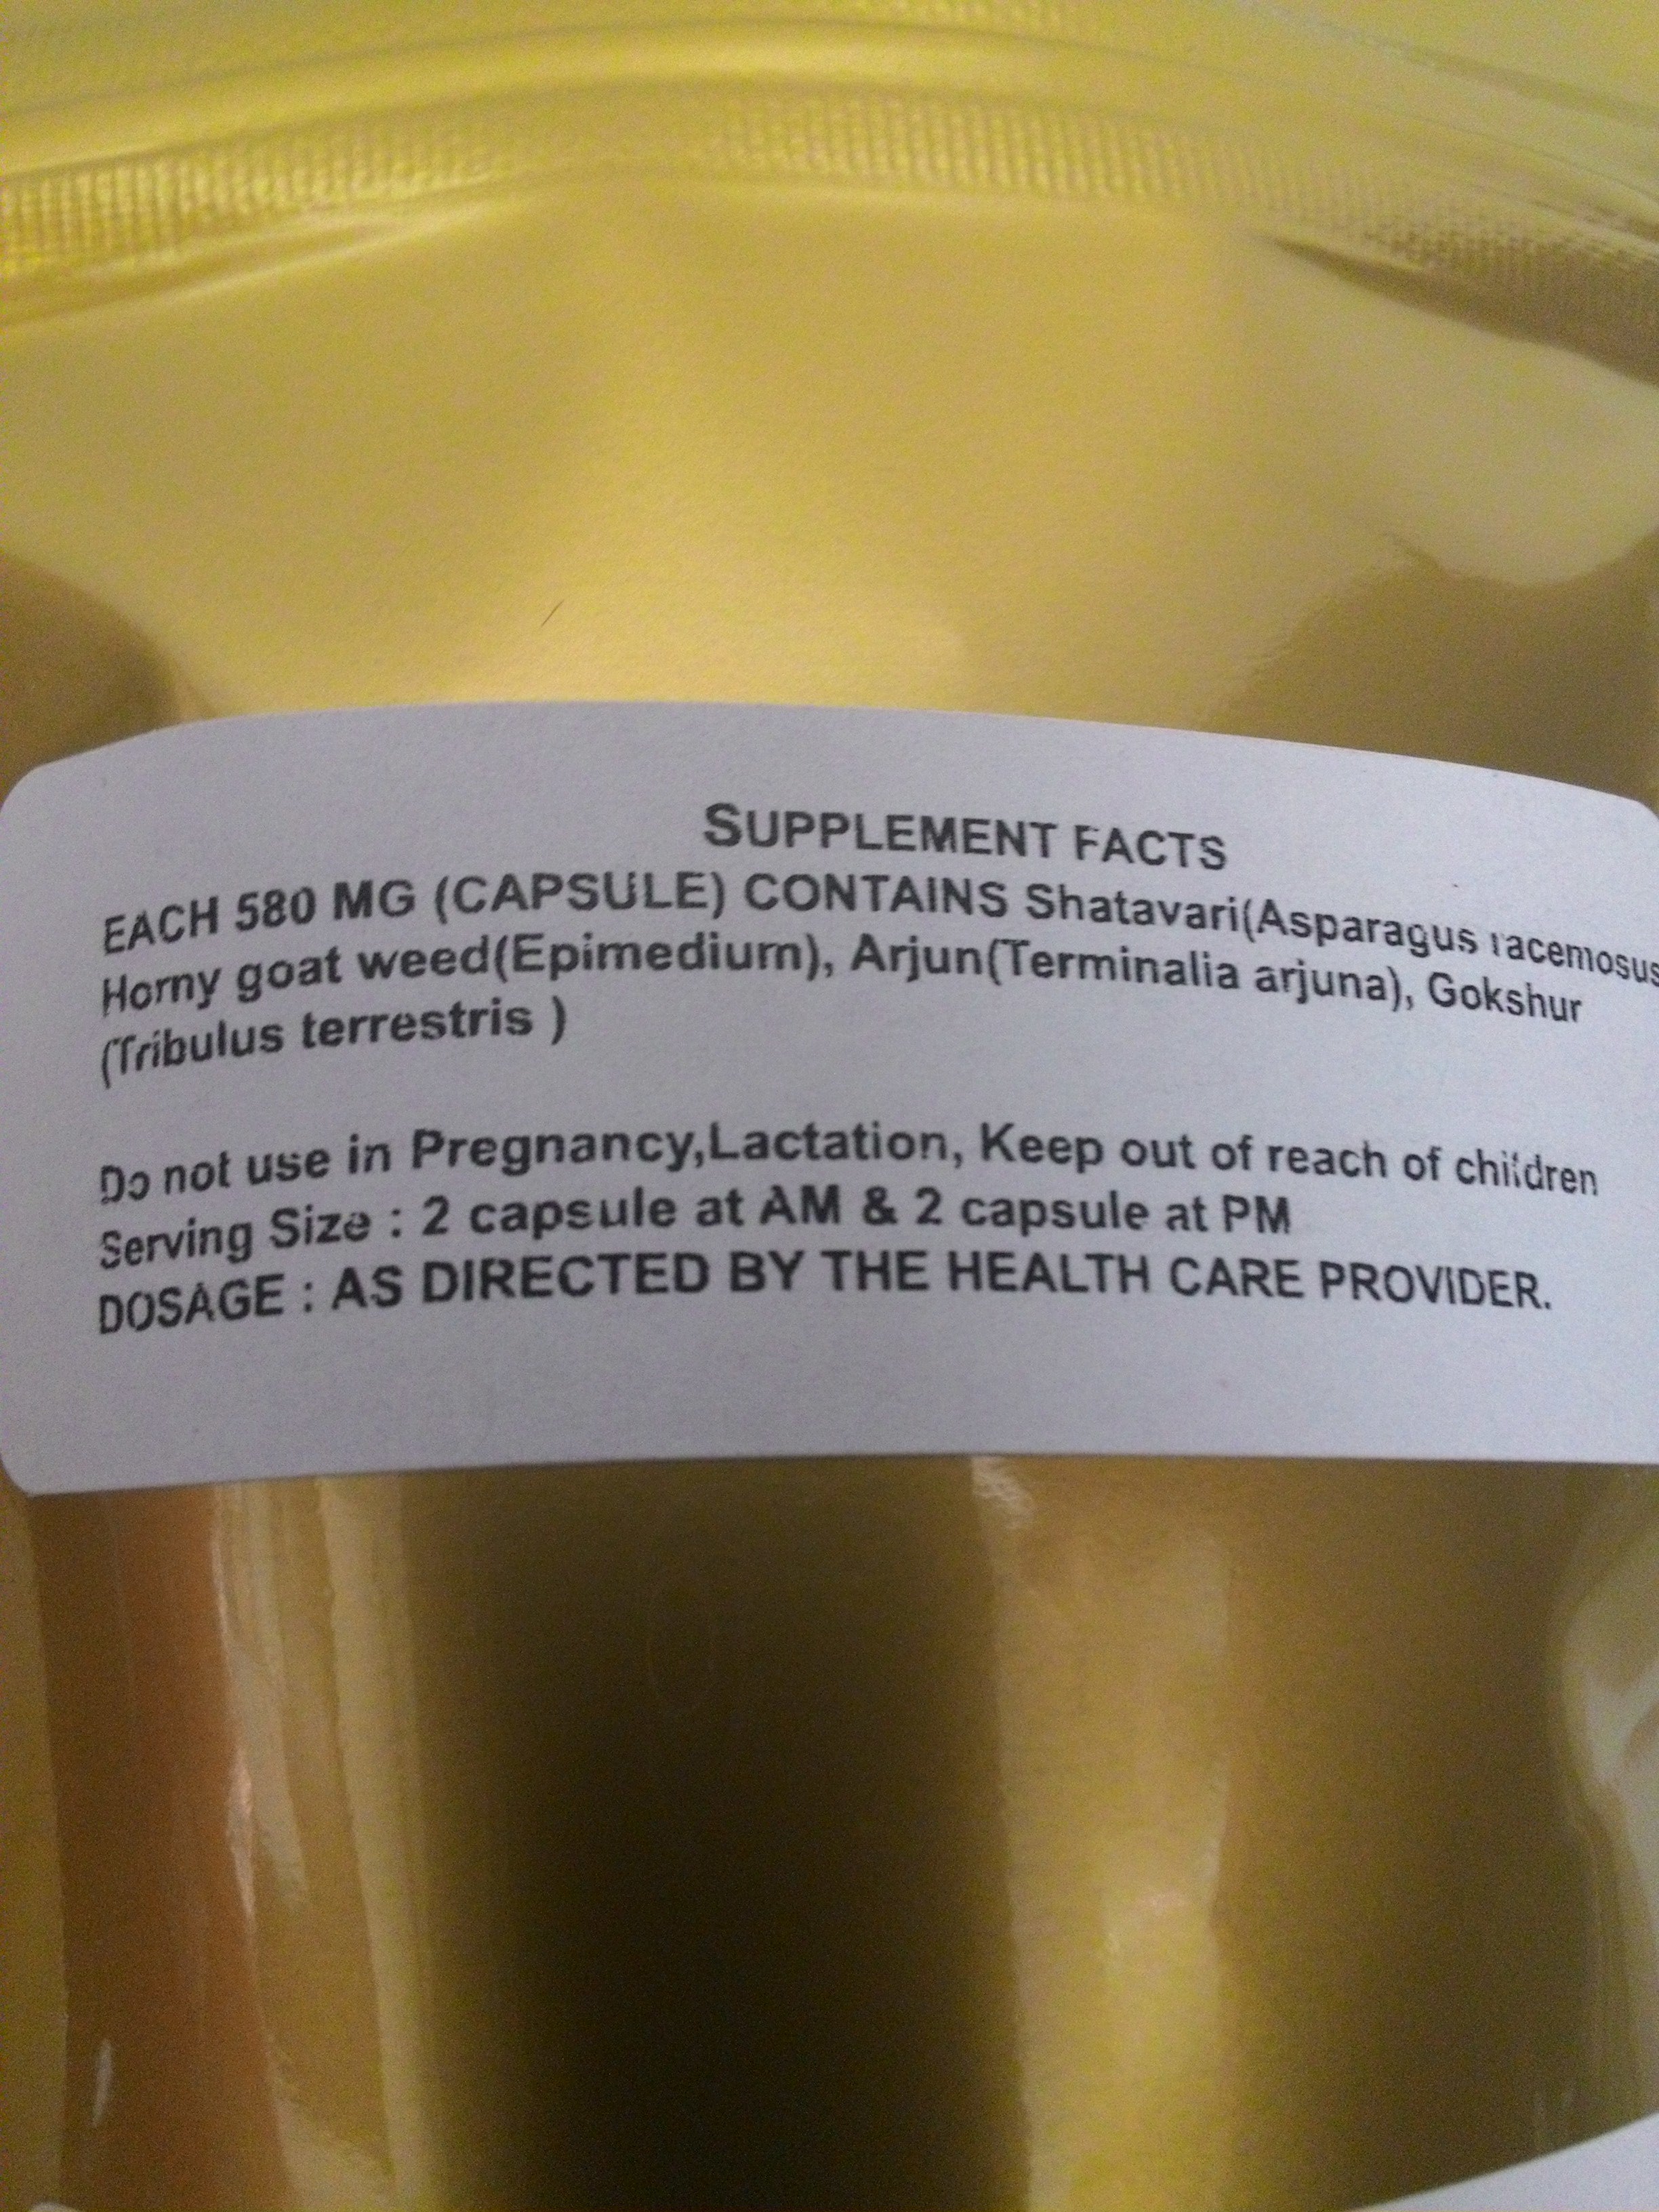 SUPPLEMENT FACTS
EACH 580 MG (CAPSULE) CONTAINS Shatavari(Asparagus racemosus
Horny goat weed(Epimedium), Arjun(Terminalia arjuna), Gokshur
(Tribulus terrestris )
Do not use in Pregnancy,Lactation, Keep out of reach of children
Serving Size : 2 capsule at AM & 2 capsule at PM
DOSAGE : AS DIRECTED BY THE HEALTH CARE PROVIDER.